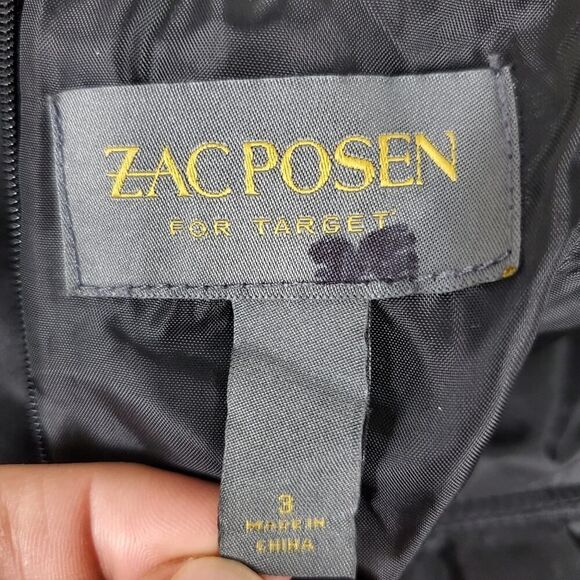 ZAC POSEN
FOR TARGET
3
MADE IN
CHINA